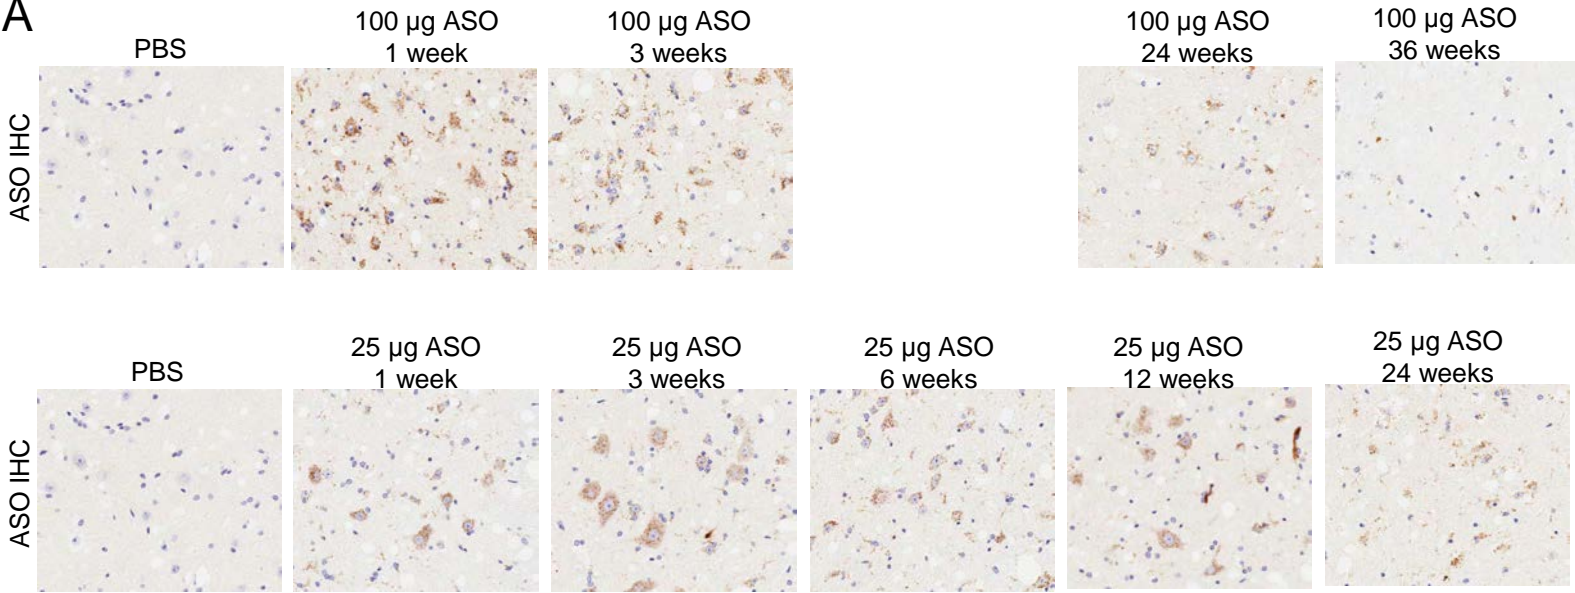 A
PBS
100 µg ASO
1 week
100 µg ASO
3 weeks
100 µg ASO
24 weeks
100 µg ASO
36 weeks
ASO IHC
PBS
25 µg ASO
1 week
25 µg ASO
3 weeks
25 µg ASO
6 weeks
25 µg ASO
12 weeks
25 µg ASO
24 weeks
ASO IHC